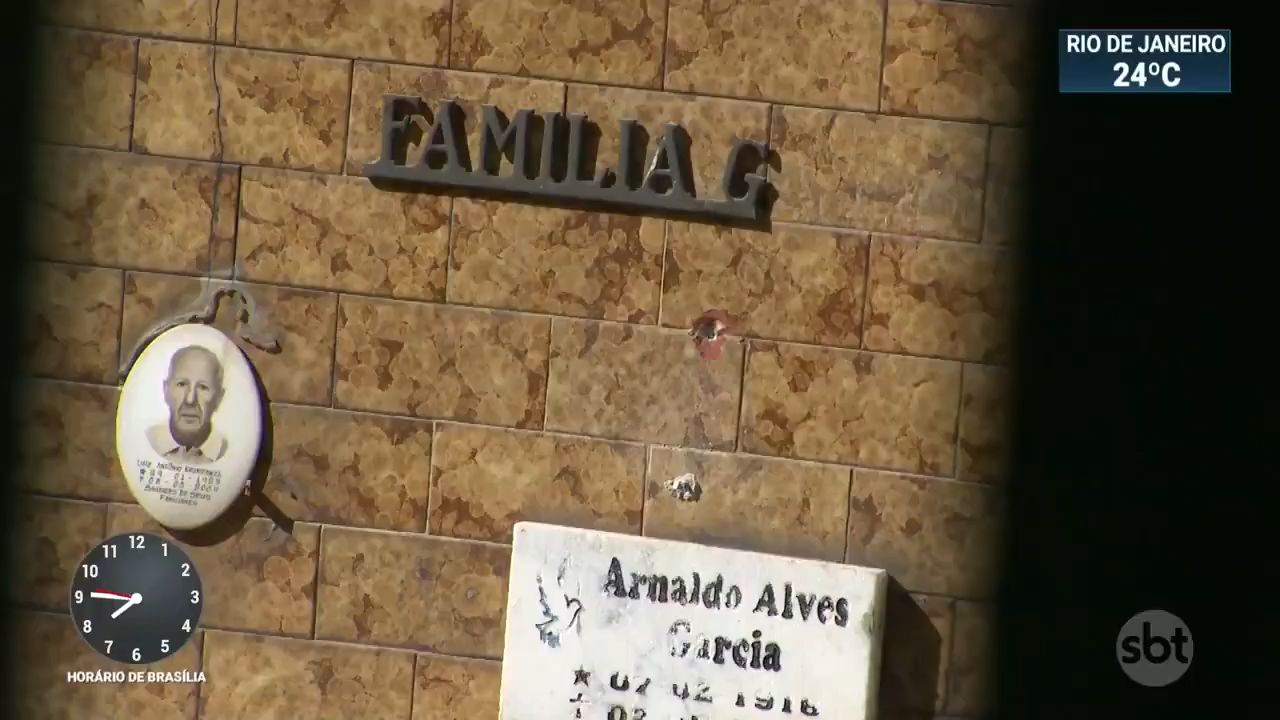 RIO DE JANEIRO
24ºC
FAMILIA G
Arnaldo Alves
Garcia
12
1
2
3
4
5
6
7
8
9
10
11
HORÁRIO DE BRASÍLIA
sbt